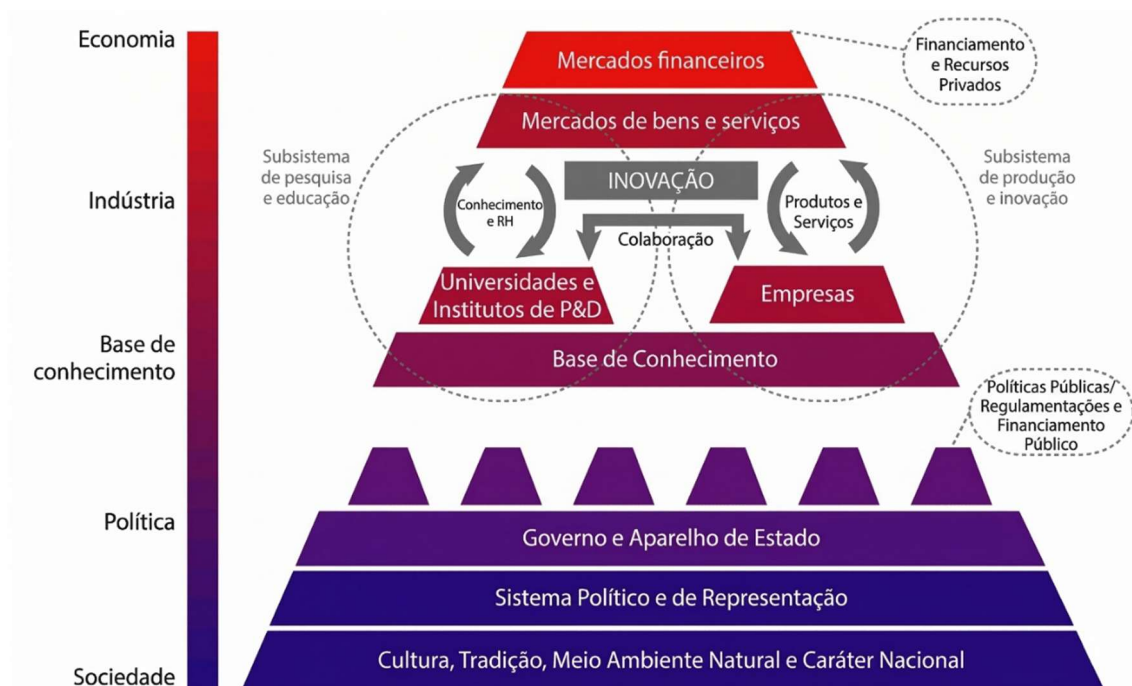 Economia
Mercados financeiros
Financiamento
e Recursos
Privados
Mercados de bens e serviços
Subsistema
de pesquisa
e educação
Subsistema
de produção
e inovação
Indústria
INOVAÇÃO
Conhecimento
e RH
Produtos e
Serviços
Colaboração
Universidades e
Institutos de P&D
Empresas
Base de
conhecimento
Base de Conhecimento
Políticas Públicas/
Regulamentações e
Financiamento
Público
Política
Governo e Aparelho de Estado
Sistema Político e de Representação
Cultura, Tradição, Meio Ambiente Natural e Caráter Nacional
Sociedade